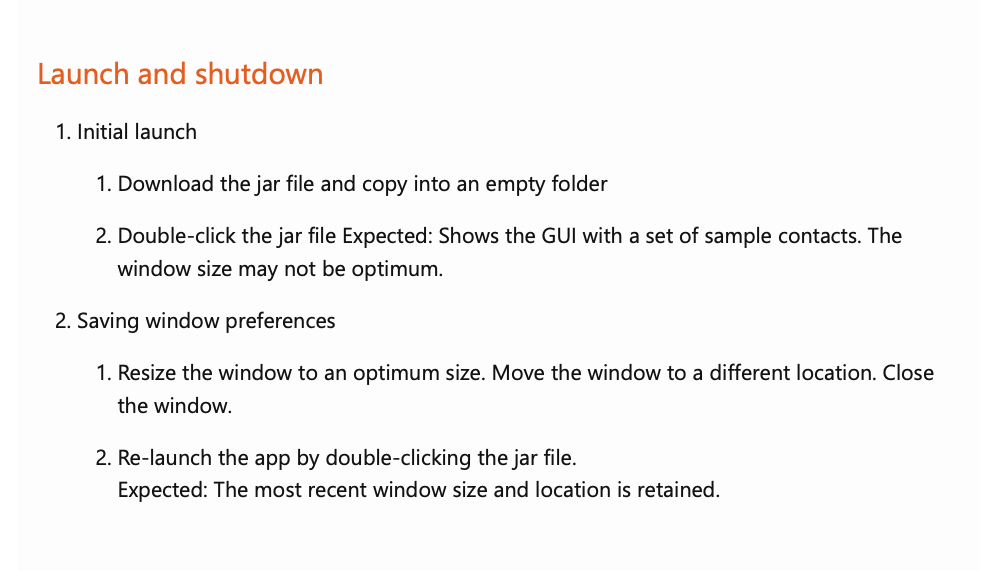 Launch and shutdown
1. Initial launch
1. Download the jar file and copy into an empty folder
2. Double-click the jar file Expected: Shows the GUI with a set of sample contacts. The
window size may not be optimum.
2. Saving window preferences
1. Resize the window to an optimum size. Move the window to a different location. Close
the window.
2. Re-launch the app by double-clicking the jar file.
Expected: The most recent window size and location is retained.